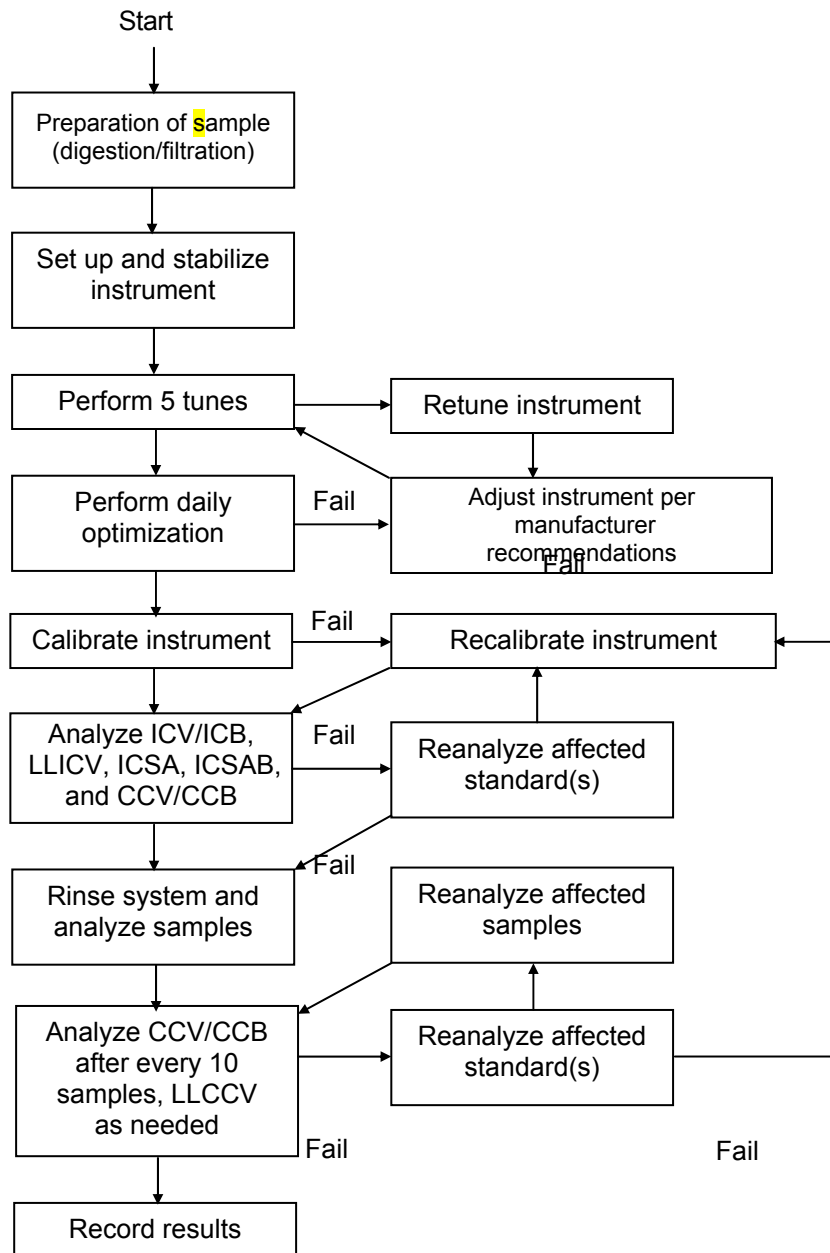 Start
Preparation of sample
(digestion/filtration)
Set up and stabilize
instrument
Perform 5 tunes
Retune instrument
Perform daily
optimization
Fail
Adjust instrument per
manufacturer
recommendations
Fail
Calibrate instrument
Fail
Recalibrate instrument
Analyze ICV/ICB,
LLICV, ICSA, ICSAB,
and CCV/CCB
Fail
Reanalyze affected
standard(s)
Fail
Rinse system and
analyze samples
Reanalyze affected
samples
Analyze CCV/CCB
after every 10
samples, LLCCV
as needed
Reanalyze affected
standard(s)
Fail
Fail
Record results